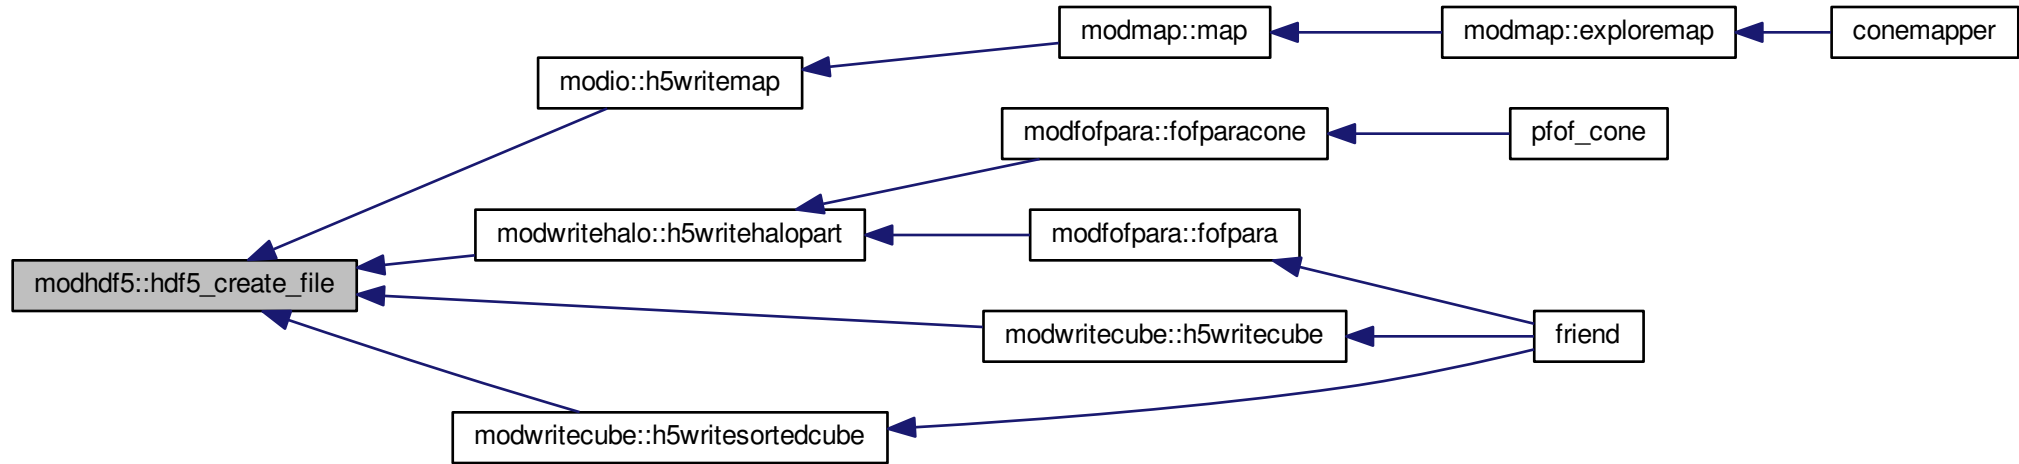 modmap::map
modmap::exploremap
conemapper
modio::h5writemap
modfofpara::fofparacone
pfof_cone
modwritehalo::h5writehalopart
modfofpara::fofpara
modhdf5::hdf5_create_file
modwritecube::h5writecube
friend
modwritecube::h5writesortedcube